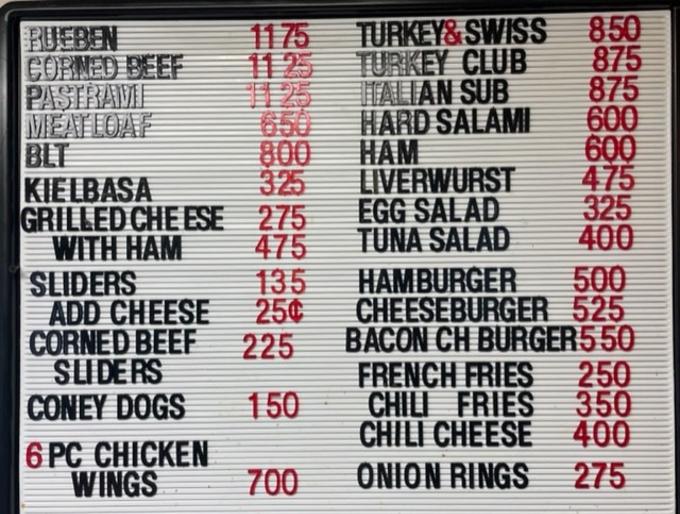 RUEBEN 1175
CORNED BEEF 1125
PASTRAMI 1125
MEATLOAF 650
BLT 800
KIELBASA 325
GRILLED CHEESE 275
WITH HAM 475
SLIDERS 135
ADD CHEESE 25¢
CORNED BEEF 225
SLIDERS
CONEY DOGS 150
6 PC CHICKEN
WINGS 700
TURKEY & SWISS 850
TURKEY CLUB 875
ITALIAN SUB 875
HARD SALAMI 600
HAM 600
LIVERWURST 475
EGG SALAD 325
TUNA SALAD 400
HAMBURGER 500
CHEESEBURGER 525
BACON CH BURGER 550
FRENCH FRIES 250
CHILI FRIES 350
CHILI CHEESE 400
ONION RINGS 275